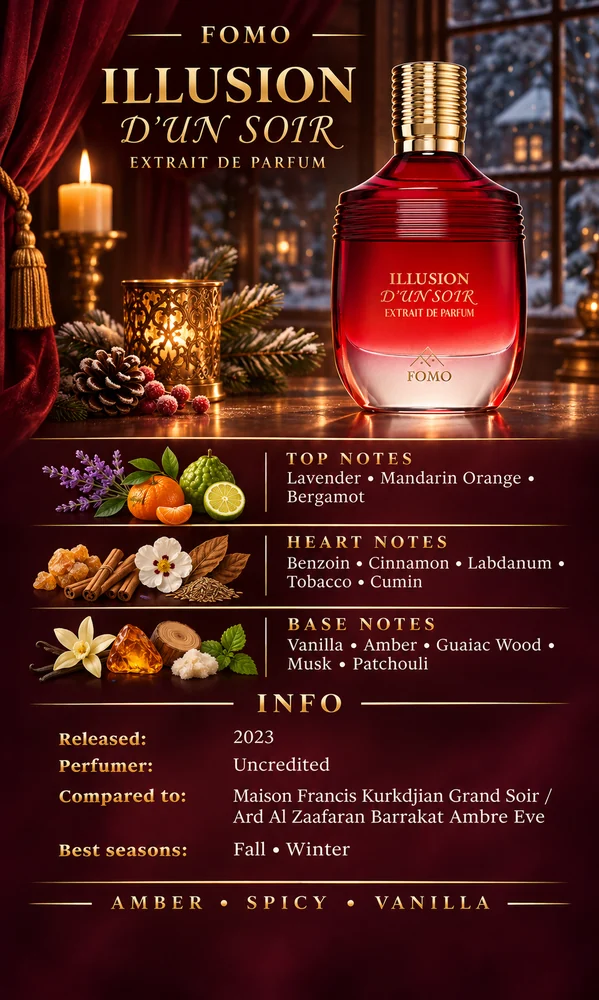 FOMO
ILLUSION
D'UN SOIR
EXTRAIT DE PARFUM
ILLUSION
D'UN SOIR
EXTRAIT DE PARFUM
FOMO
TOP NOTES
Lavender • Mandarin Orange •
Bergamot
HEART NOTES
Benzoin • Cinnamon • Labdanum •
Tobacco • Cumin
BASE NOTES
Vanilla • Amber • Guaiac Wood •
Musk • Patchouli
INFO
Released: 2023
Perfumer: Uncredited
Compared to: Maison Francis Kurkdjian Grand Soir /
Ard Al Zaafaran Barrakat Ambre Eve
Best seasons: Fall • Winter
AMBER • SPICY • VANILLA